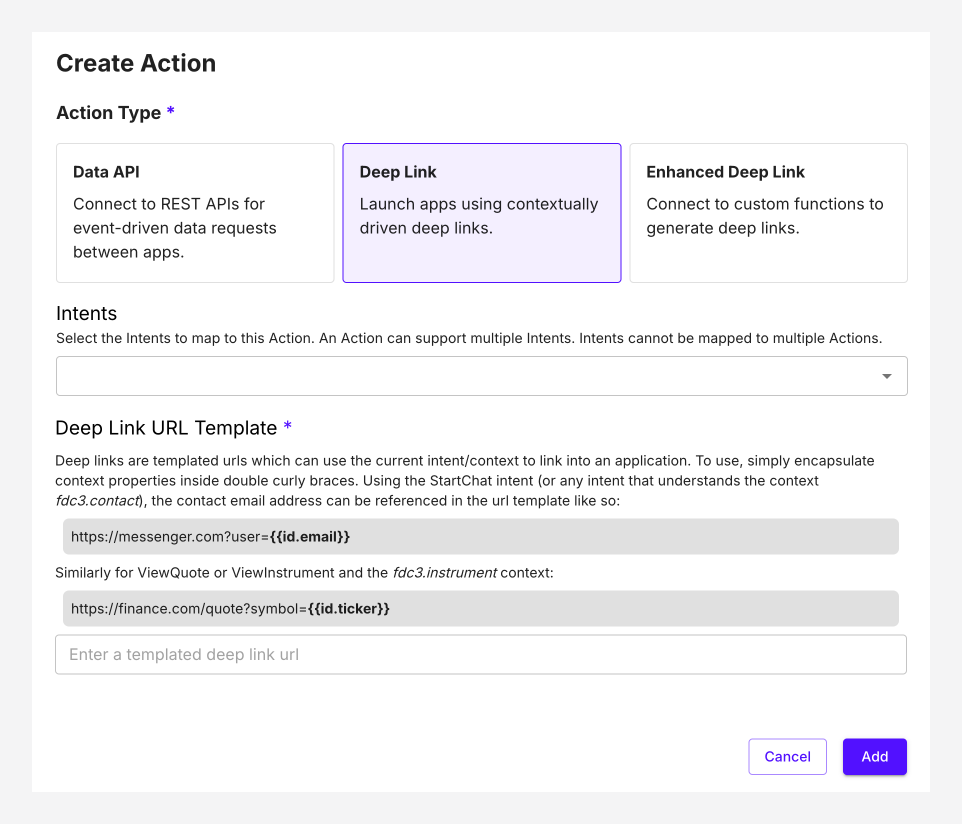 Create Action
Action Type *
Data API
Connect to REST APIs for
event-driven data requests
between apps.
Deep Link
Launch apps using contextually
driven deep links.
Enhanced Deep Link
Connect to custom functions to
generate deep links.
Intents
Select the Intents to map to this Action. An Action can support multiple Intents. Intents cannot be mapped to multiple Actions.
Deep Link URL Template *
Deep links are templated urls which can use the current intent/context to link into an application. To use, simply encapsulate
context properties inside double curly braces. Using the StartChat intent (or any intent that understands the context
fdc3.contact), the contact email address can be referenced in the url template like so:
https://messenger.com?user={{id.email}}
Similarly for ViewQuote or ViewInstrument and the fdc3.instrument context:
https://finance.com/quote?symbol={{id.ticker}}
Enter a templated deep link url
Cancel
Add